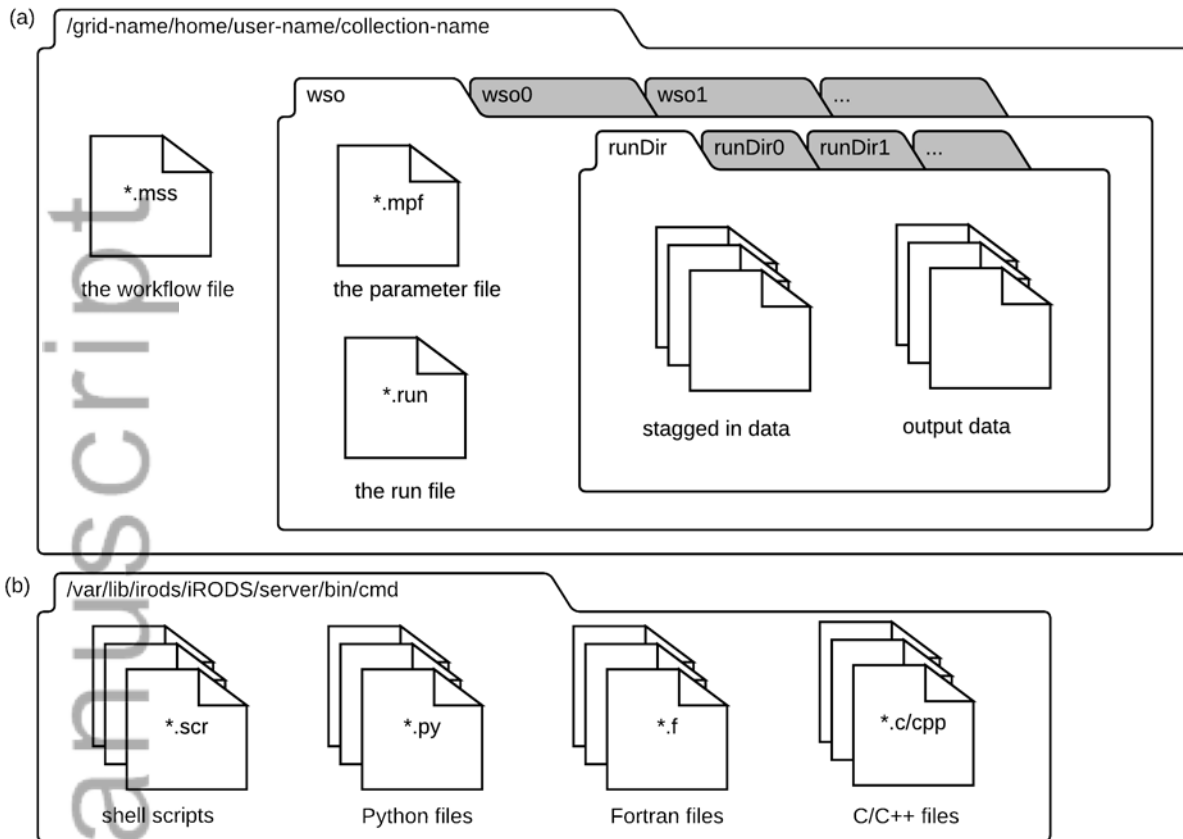 (a)
/grid-name/home/user-name/collection-name
wso
wso0
wso1
...
runDir
runDir0
runDir1
...
*.mss
the workflow file
*.mpf
the parameter file
*.run
the run file
stagged in data
output data
(b)
/var/lib/irods/iRODS/server/bin/cmd
*.scr
shell scripts
*.py
Python files
*.f
Fortran files
*.c/cpp
C/C++ files
anuscript